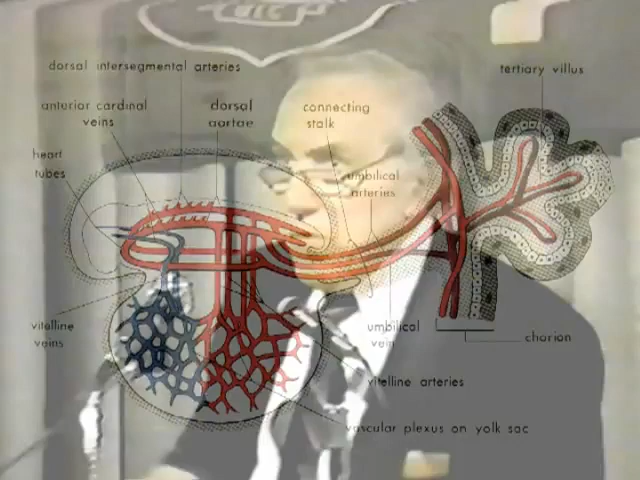 dorsal intersegmental arteries
tertiary villus
anterior cardinal
veins
dorsal
aortae
connecting
stalk
heart
tubes
umbilical
arteries
vitelline
veins
umbilical
vein
chorion
vitelline arteries
vascular plexus on yolk sac